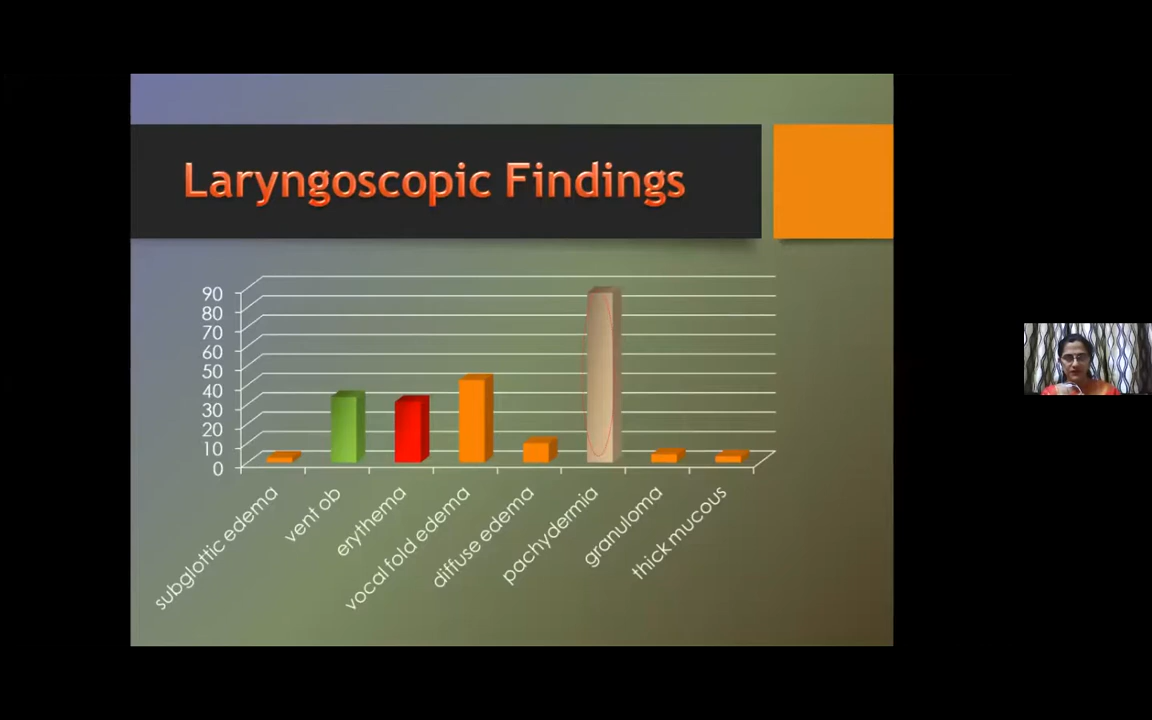 Laryngoscopic Findings
90
80
70
60
50
40
30
20
10
0
subglottic edema
vent ob
erythema
vocal fold edema
diffuse edema
pachydermia
granuloma
thick mucous